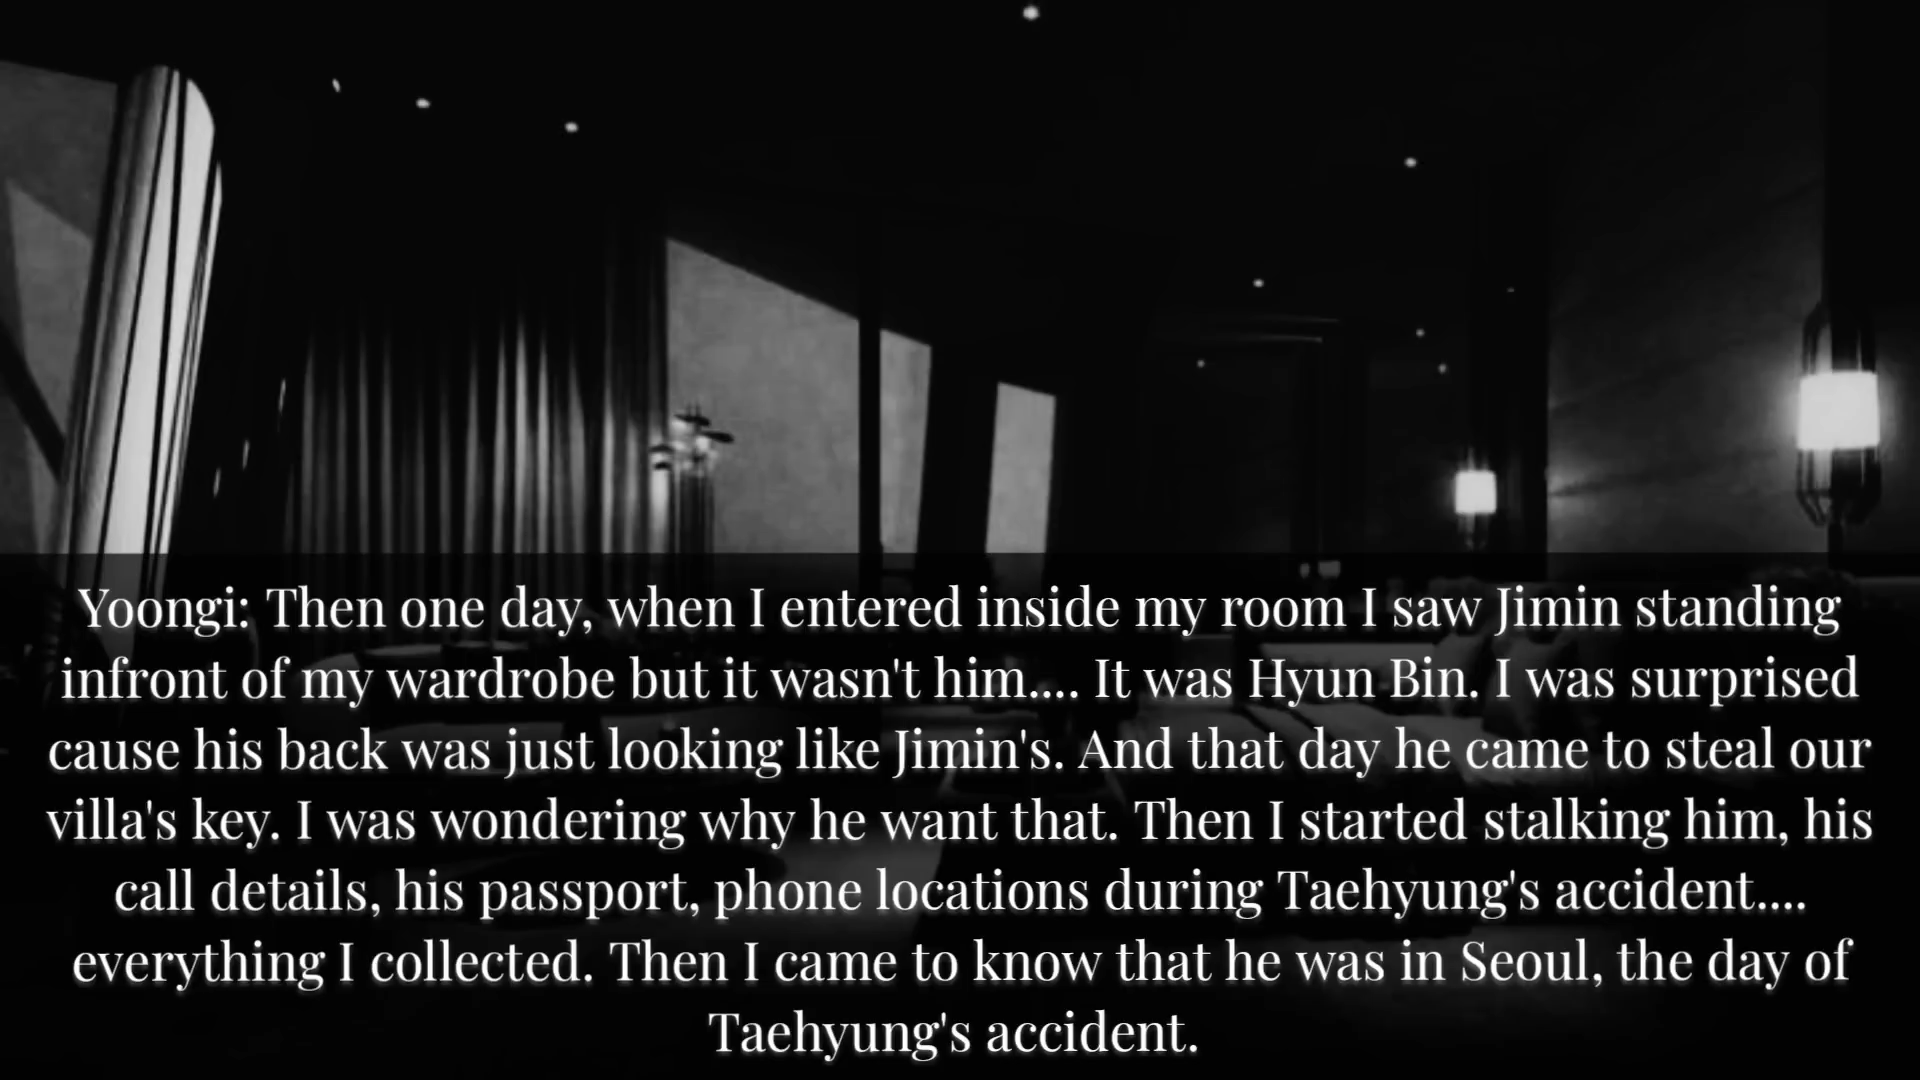 Yoongi: Then one day, when I entered inside my room I saw Jimin standing
infront of my wardrobe but it wasn't him.... It was Hyun Bin. I was surprised
cause his back was just looking like Jimin's. And that day he came to steal our
villa's key. I was wondering why he want that. Then I started stalking him, his
call details, his passport, phone locations during Taehyung's accident....
everything I collected. Then I came to know that he was in Seoul, the day of
Taehyung's accident.